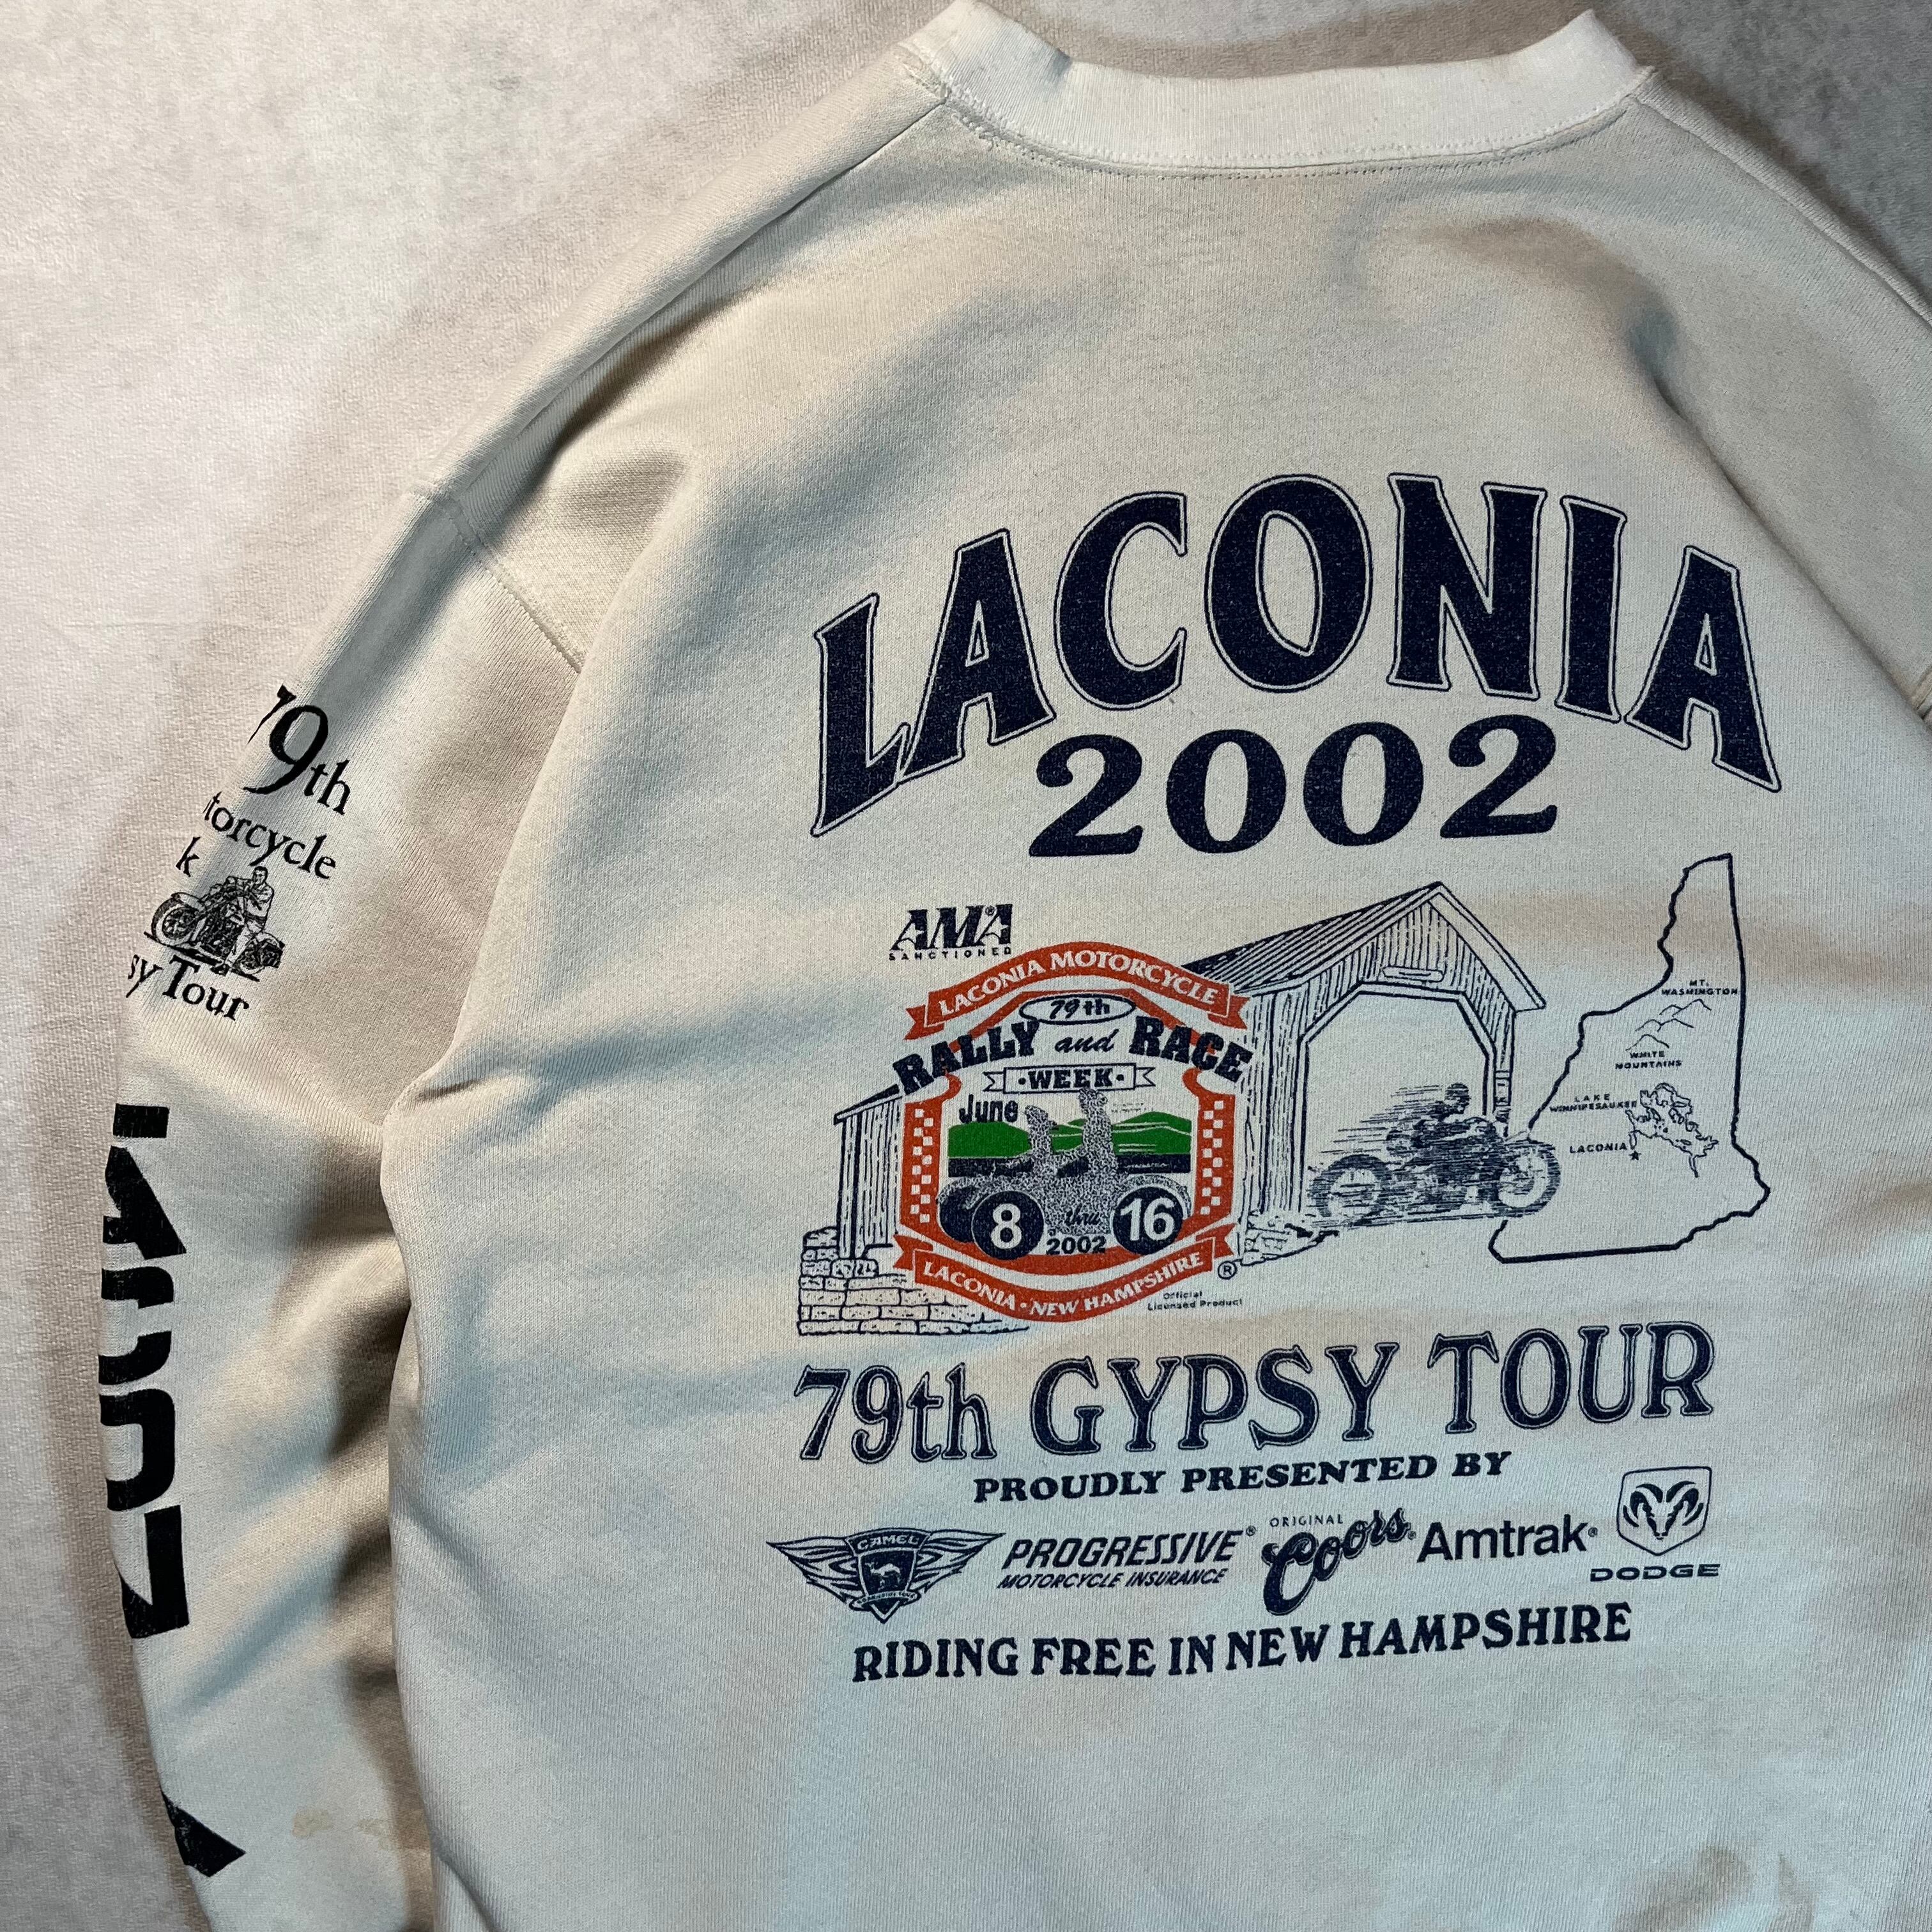 LACONIA
2002
AMA®
SANCTIONED
LACONIA MOTORCYCLE
79th
RALLY and RACE
·WEEK·
June
8 thru 16
2002
LACONIA • NEW HAMPSHIRE ®
Official
Licensed Product
MT.
WASHINGTON
WHITE
MOUNTAINS
LAKE
WINNIPESAUKEE
LACONIA
79th GYPSY TOUR
PROUDLY PRESENTED BY
CAMEL
PROGRESSIVE®
MOTORCYCLE INSURANCE
ORIGINAL
Coors®
Amtrak®
DODGE
RIDING FREE IN NEW HAMPSHIRE
79th
torcycle
k
sy Tour